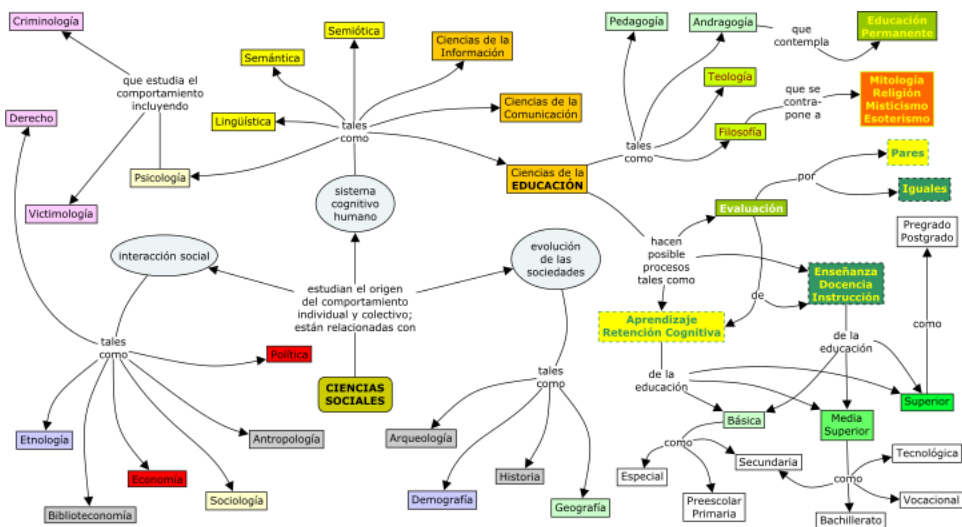 Criminología
Semiótica
Pedagogía
Andragogía
que
contempla
Educación
Permanente
Semántica
Ciencias de la
Información
que estudia el
comportamiento
incluyendo
Teología
que se
contra-
pone a
Mitología
Religión
Misticismo
Esoterismo
Derecho
Lingüística
tales
como
Ciencias de la
Comunicación
tales
como
Filosofía
Psicología
Ciencias de la
EDUCACIÓN
por
Pares
Iguales
Victimología
sistema
cognitivo
humano
Evaluación
Pregrado
Postgrado
interacción social
evolución
de las
sociedades
hacen
posible
procesos
tales como
Enseñanza
Docencia
Instrucción
estudian el origen
del comportamiento
individual y colectivo;
están relacionadas con
de
Aprendizaje
Retención Cognitiva
como
de la
educación
tales
como
Política
CIENCIAS
SOCIALES
tales
como
de la
educación
Superior
Etnología
Antropología
Arqueología
Básica
Media
Superior
Economía
Historia
como
Especial
Secundaria
como
Tecnológica
Biblioteconomía
Sociología
Demografía
Geografía
Preescolar
Primaria
Vocacional
Bachillerato